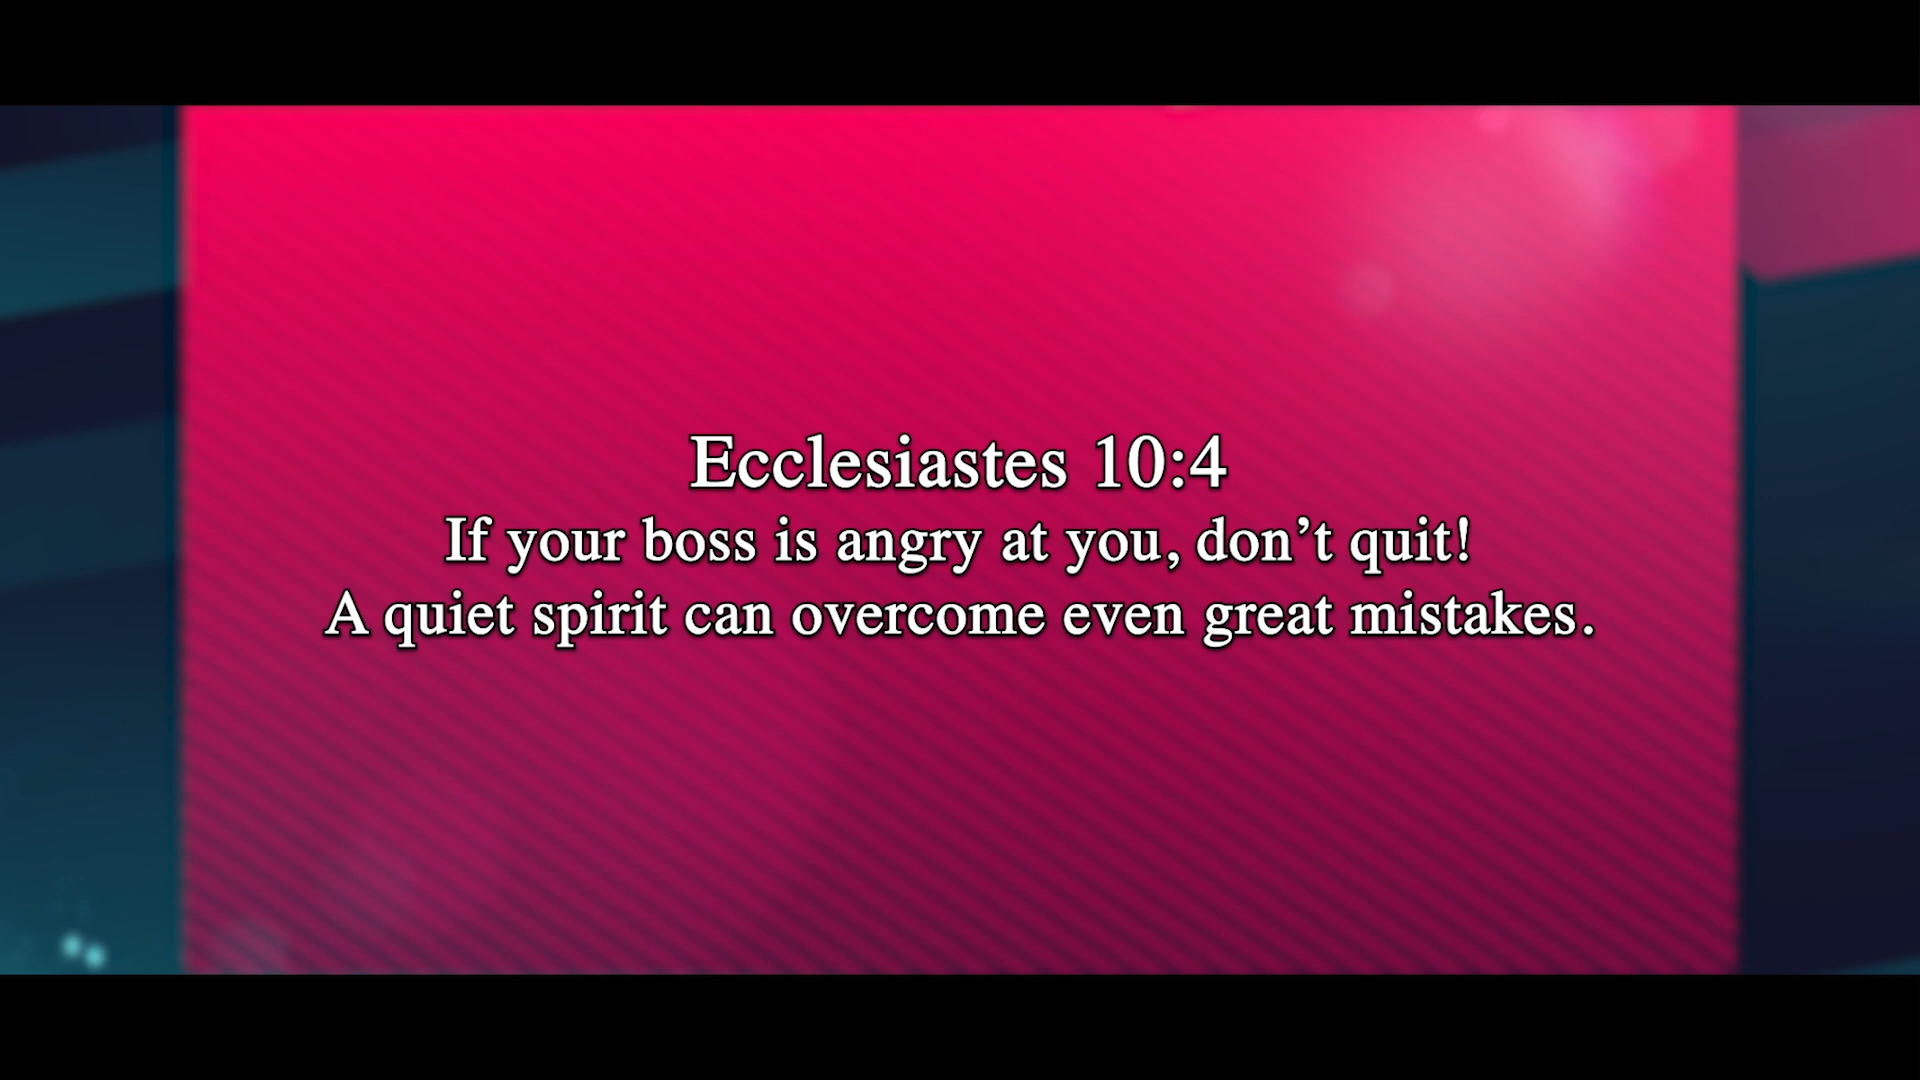 Ecclesiastes 10:4
If your boss is angry at you, don’t quit!
A quiet spirit can overcome even great mistakes.